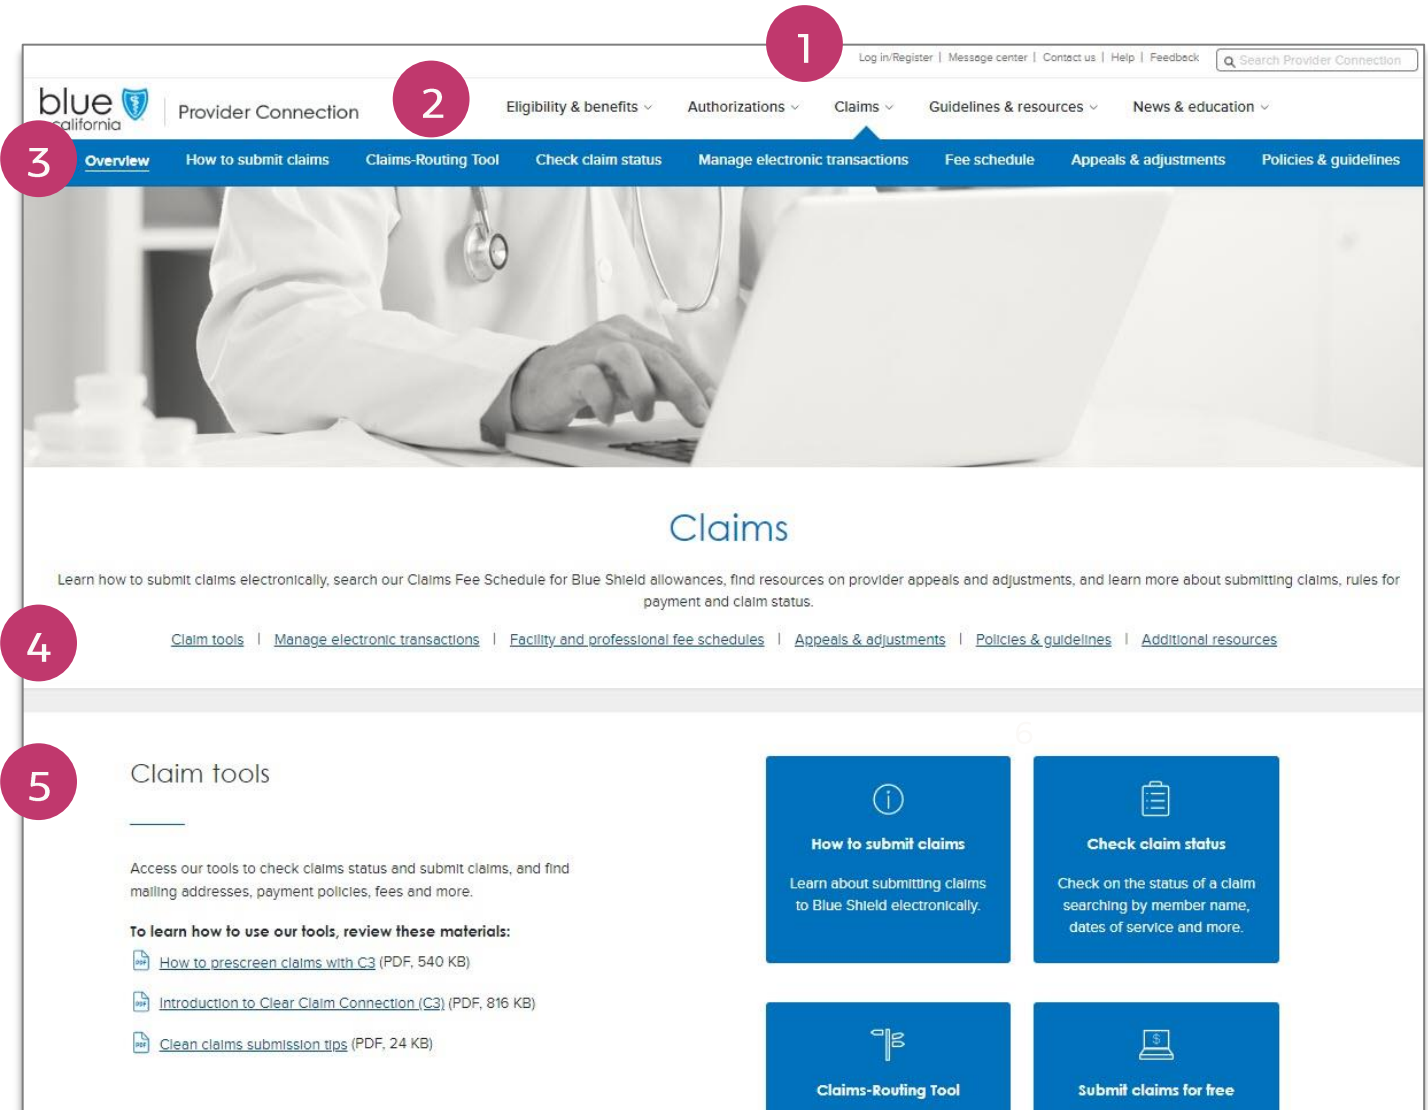 1
Log in/Register | Message center | Contact us | Help | Feedback
Search Provider Connection
blue
california
Provider Connection
2
Eligibility & benefits
Authorizations
Claims
Guidelines & resources
News & education
3
Overview
How to submit claims
Claims-Routing Tool
Check claim status
Manage electronic transactions
Fee schedule
Appeals & adjustments
Policies & guidelines
Claims
Learn how to submit claims electronically, search our Claims Fee Schedule for Blue Shield allowances, find resources on provider appeals and adjustments, and learn more about submitting claims, rules for
payment and claim status.
4
Claim tools | Manage electronic transactions | Facility and professional fee schedules | Appeals & adjustments | Policies & guidelines | Additional resources
6
5
Claim tools
Access our tools to check claims status and submit claims, and find
mailing addresses, payment policies, fees and more.
To learn how to use our tools, review these materials:
PDF How to prescreen claims with C3 (PDF, 540 KB)
PDF Introduction to Clear Claim Connection (C3) (PDF, 816 KB)
PDF Clean claims submission tips (PDF, 24 KB)
How to submit claims
Learn about submitting claims
to Blue Shield electronically.
Check claim status
Check on the status of a claim
searching by member name,
dates of service and more.
Claims-Routing Tool
$
Submit claims for free